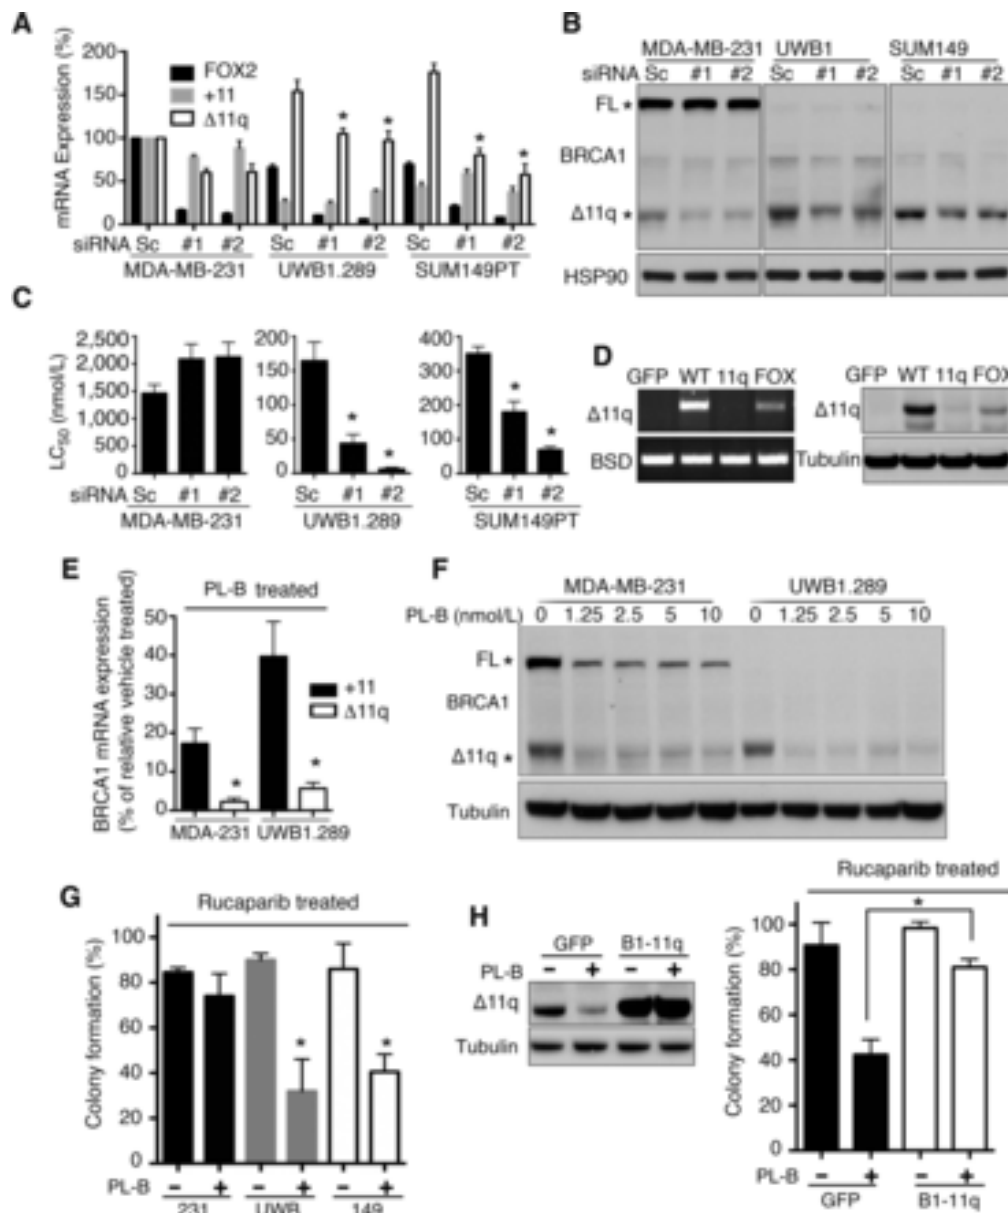 A
mRNA Expression (%)
200
150
100
50
0
FOX2
+11
Δ11q
* * * *
siRNA Sc #1 #2 Sc #1 #2 Sc #1 #2
MDA-MB-231 UWB1.289 SUM149PT
B
MDA-MB-231 UWB1 SUM149
siRNA Sc #1 #2 Sc #1 #2 Sc #1 #2
FL *
BRCA1
Δ11q *
HSP90
C
LC50 (nmol/L)
2,500
2,000
1,500
1,000
500
0
200
150
100
50
0
* *
400
300
200
100
0
* *
siRNA Sc #1 #2 Sc #1 #2 Sc #1 #2
MDA-MB-231 UWB1.289 SUM149PT
D
GFP WT 11q FOX
Δ11q
BSD
GFP WT 11q FOX
Δ11q
Tubulin
E
PL-B treated
BRCA1 mRNA expression
(% of relative vehicle treated)
50
40
30
20
10
0
+11
Δ11q
* *
MDA-231 UWB1.289
F
MDA-MB-231 UWB1.289
PL-B (nmol/L) 0 1.25 2.5 5 10 0 1.25 2.5 5 10
FL *
BRCA1
Δ11q *
Tubulin
G
Rucaparib treated
Colony formation (%)
100
80
60
40
20
0
* *
PL-B − + − + − +
231 UWB 149
H
GFP B1-11q
PL-B − + − +
Δ11q
Tubulin
Rucaparib treated
Colony formation (%)
100
80
60
40
20
0
*
PL-B − + − +
GFP B1-11q